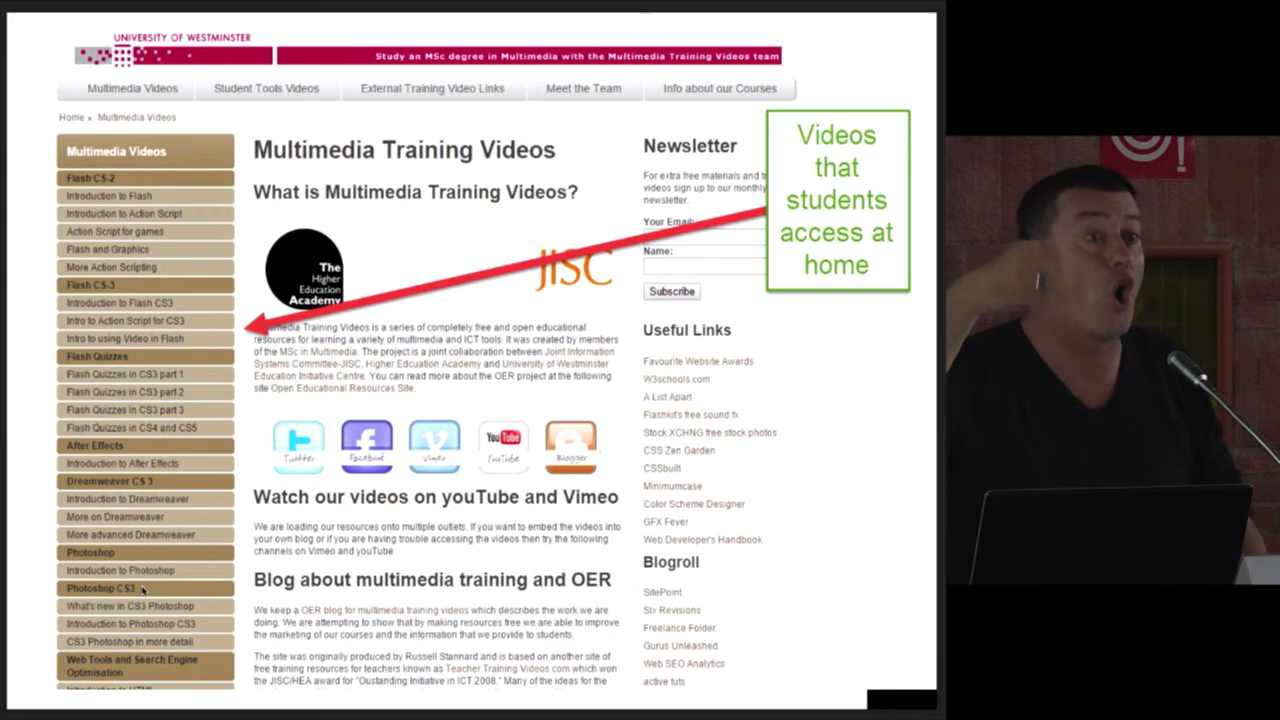 UNIVERSITY OF WESTMINSTER
Study an MSc degree in Multimedia with the Multimedia Training Videos team
Multimedia Videos
Student Tools Videos
External Training Video Links
Meet the Team
Info about our Courses
Home » Multimedia Videos
Multimedia Videos
Flash CS-2
Introduction to Flash
Introduction to Action Script
Action Script for games
Flash and Graphics
More Action Scripting
Flash CS-3
Introduction to Flash CS3
Intro to Action Script for CS3
Intro to using Video in Flash
Flash Quizzes
Flash Quizzes in CS3 part 1
Flash Quizzes in CS3 part 2
Flash Quizzes in CS3 part 3
Flash Quizzes in CS4 and CS5
After Effects
Introduction to After Effects
Dreamweaver CS 3
Introduction to Dreamweaver
More on Dreamweaver
More advanced Dreamweaver
Photoshop
Introduction to Photoshop
Photoshop CS3
What's new in CS3 Photoshop
Introduction to Photoshop CS3
CS3 Photoshop in more detail
Web Tools and Search Engine
Optimisation
Multimedia Training Videos
What is Multimedia Training Videos?
The
Higher
Education
Academy
JISC
Training Videos is a series of completely free and open educational
resources for learning a variety of multimedia and ICT tools. It was created by members
of the MSc in Multimedia. The project is a joint collaboration between Joint Information
Systems Committee-JISC, Higher Edcuation Academy and University of Westminster
Education Initiative Centre. You can read more about the OER project at the following
site Open Educational Resources Site.
Twitter
Facebook
Vimeo
YouTube
YouTube
Blogger
Watch our videos on youTube and Vimeo
We are loading our resources onto multiple outlets. If you want to embed the videos into
your own blog or if you are having trouble accessing the videos then try the following
channels on Vimeo and youTube.
Blog about multimedia training and OER
We keep a OER blog for multimedia training videos which describes the work we are
doing. We are attempting to show that by making resources free we are able to improve
the marketing of our courses and the information that we provide to students.
The site was originally produced by Russell Stannard and is based on another site of
free training resources for teachers known as Teacher Training Videos.com which won
the JISC/HEA award for "Oustanding Initiative in ICT 2008." Many of the ideas for the
Newsletter
For extra free materials and
videos sign up to our monthly
newsletter.
Your Email:
Name:
Subscribe
Useful Links
Favourite Website Awards
W3schools.com
A List Apart
Flashkit's free sound fx
Stock XCHNG free stock photos
CSS Zen Garden
CSSbuilt
Minimumcase
Color Scheme Designer
GFX Fever
Web Developer's Handbook
Blogroll
SitePoint
Six Revisions
Freelance Folder
Gurus Unleashed
Web SEO Analytics
active tuts
Videos
that
students
access at
home